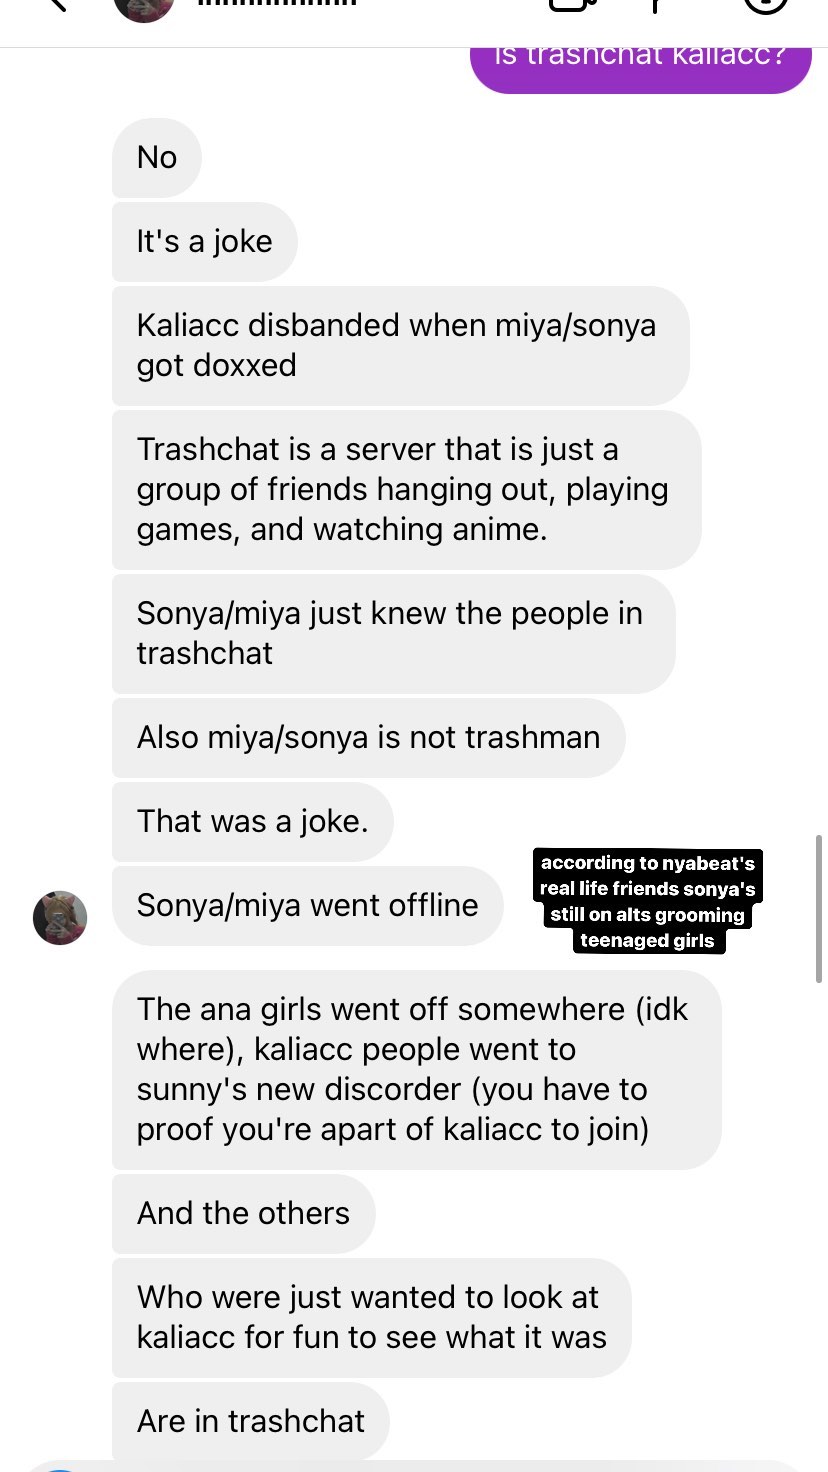 Is trashchat kaliacc?
No
It's a joke
Kaliacc disbanded when miya/sonya
got doxxed
Trashchat is a server that is just a
group of friends hanging out, playing
games, and watching anime.
Sonya/miya just knew the people in
trashchat
Also miya/sonya is not trashman
That was a joke.
Sonya/miya went offline
according to nyabeat's
real life friends sonya's
still on alts grooming
teenaged girls
The ana girls went off somewhere (idk
where), kaliacc people went to
sunny's new discorder (you have to
proof you're apart of kaliacc to join)
And the others
Who were just wanted to look at
kaliacc for fun to see what it was
Are in trashchat